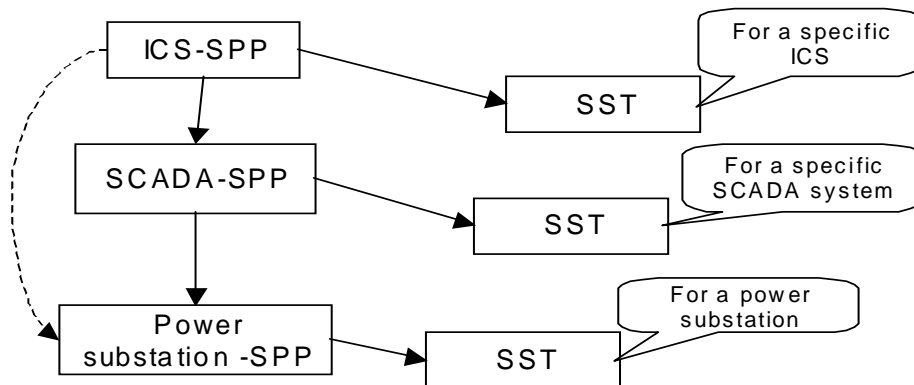 ICS-SPP
For a specific
ICS
SST
SCADA-SPP
For a specific
SCADA system
SST
Power
substation -SPP
For a power
substation
SST